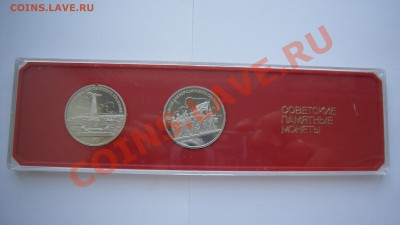 COINS.LAVE.RU
COINS.LAVE.RU
СОВЕТСКИЕ
ПАМЯТНЫЕ
МОНЕТЫ